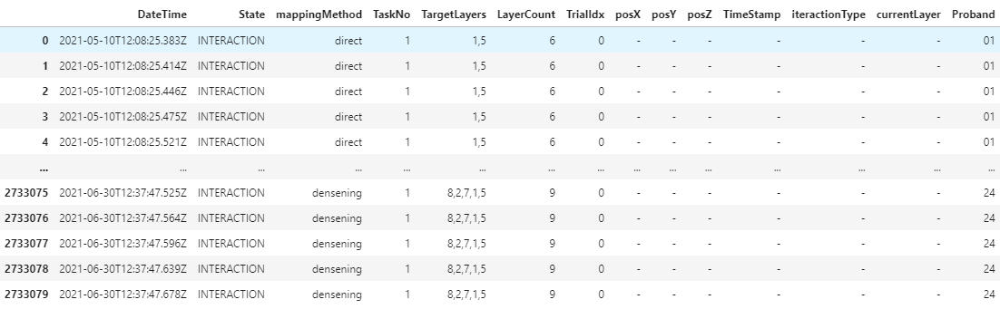 DateTime State mappingMethod TaskNo TargetLayers LayerCount TrialIdx posX posY posZ TimeStamp iteractionType currentLayer Proband
0 2021-05-10T12:08:25.383Z INTERACTION direct 1 1,5 6 0 - - - - - - 01
1 2021-05-10T12:08:25.414Z INTERACTION direct 1 1,5 6 0 - - - - - - 01
2 2021-05-10T12:08:25.446Z INTERACTION direct 1 1,5 6 0 - - - - - - 01
3 2021-05-10T12:08:25.475Z INTERACTION direct 1 1,5 6 0 - - - - - - 01
4 2021-05-10T12:08:25.521Z INTERACTION direct 1 1,5 6 0 - - - - - - 01
... ... ... ... ... ... ... ... ... ... ... ... ... ... ...
2733075 2021-06-30T12:37:47.525Z INTERACTION densening 1 8,2,7,1,5 9 0 - - - - - - 24
2733076 2021-06-30T12:37:47.564Z INTERACTION densening 1 8,2,7,1,5 9 0 - - - - - - 24
2733077 2021-06-30T12:37:47.596Z INTERACTION densening 1 8,2,7,1,5 9 0 - - - - - - 24
2733078 2021-06-30T12:37:47.639Z INTERACTION densening 1 8,2,7,1,5 9 0 - - - - - - 24
2733079 2021-06-30T12:37:47.678Z INTERACTION densening 1 8,2,7,1,5 9 0 - - - - - - 24